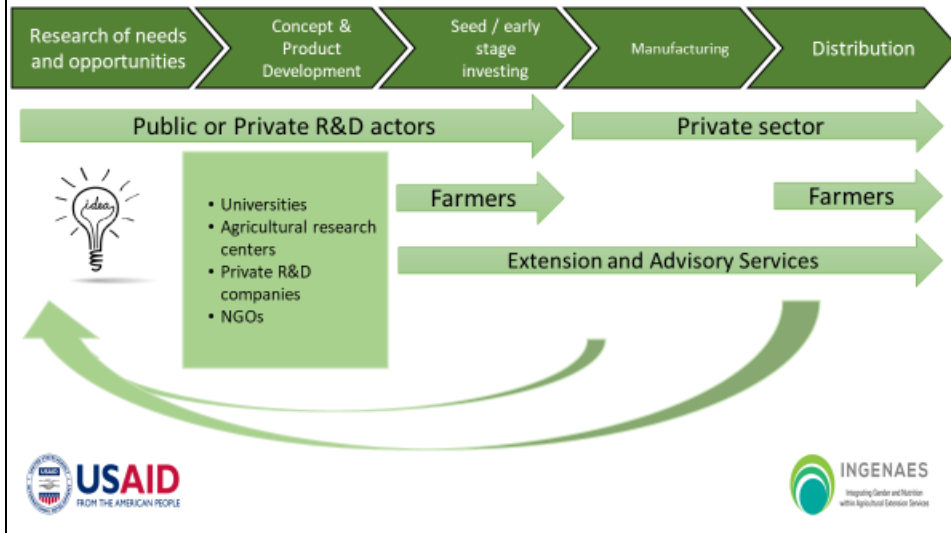 Research of needs
and opportunities
Concept &
Product
Development
Seed / early
stage
investing
Manufacturing
Distribution
Public or Private R&D actors
Private sector
idea
• Universities
• Agricultural research
centers
• Private R&D
companies
• NGOs
Farmers
Farmers
Extension and Advisory Services
USAID
USAID
FROM THE AMERICAN PEOPLE
INGENAES
Integrating Gender and Nutrition
within Agricultural Extension Services